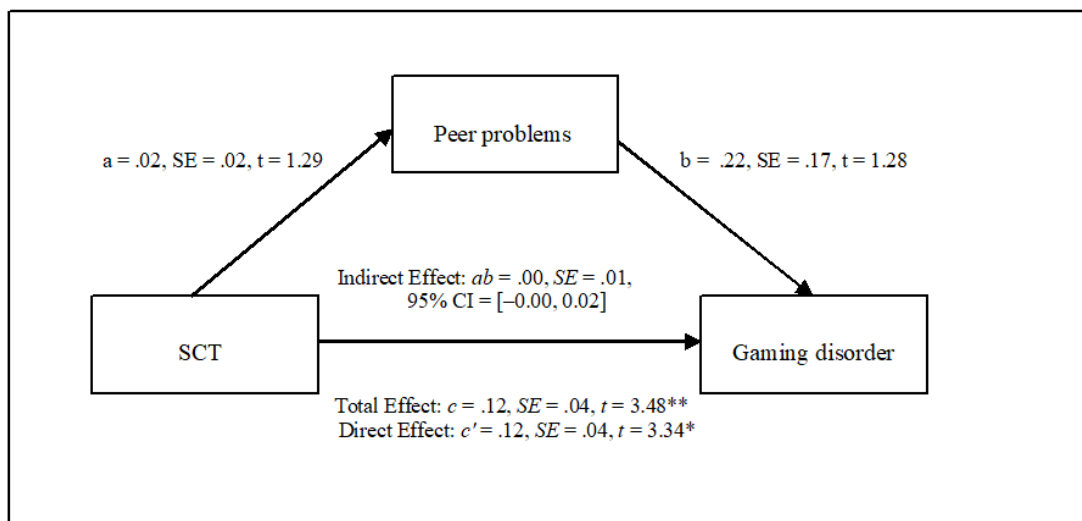 Peer problems
a = .02, SE = .02, t = 1.29
b = .22, SE = .17, t = 1.28
Indirect Effect: ab = .00, SE = .01,
95% CI = [–0.00, 0.02]
SCT
Gaming disorder
Total Effect: c = .12, SE = .04, t = 3.48**
Direct Effect: c' = .12, SE = .04, t = 3.34*